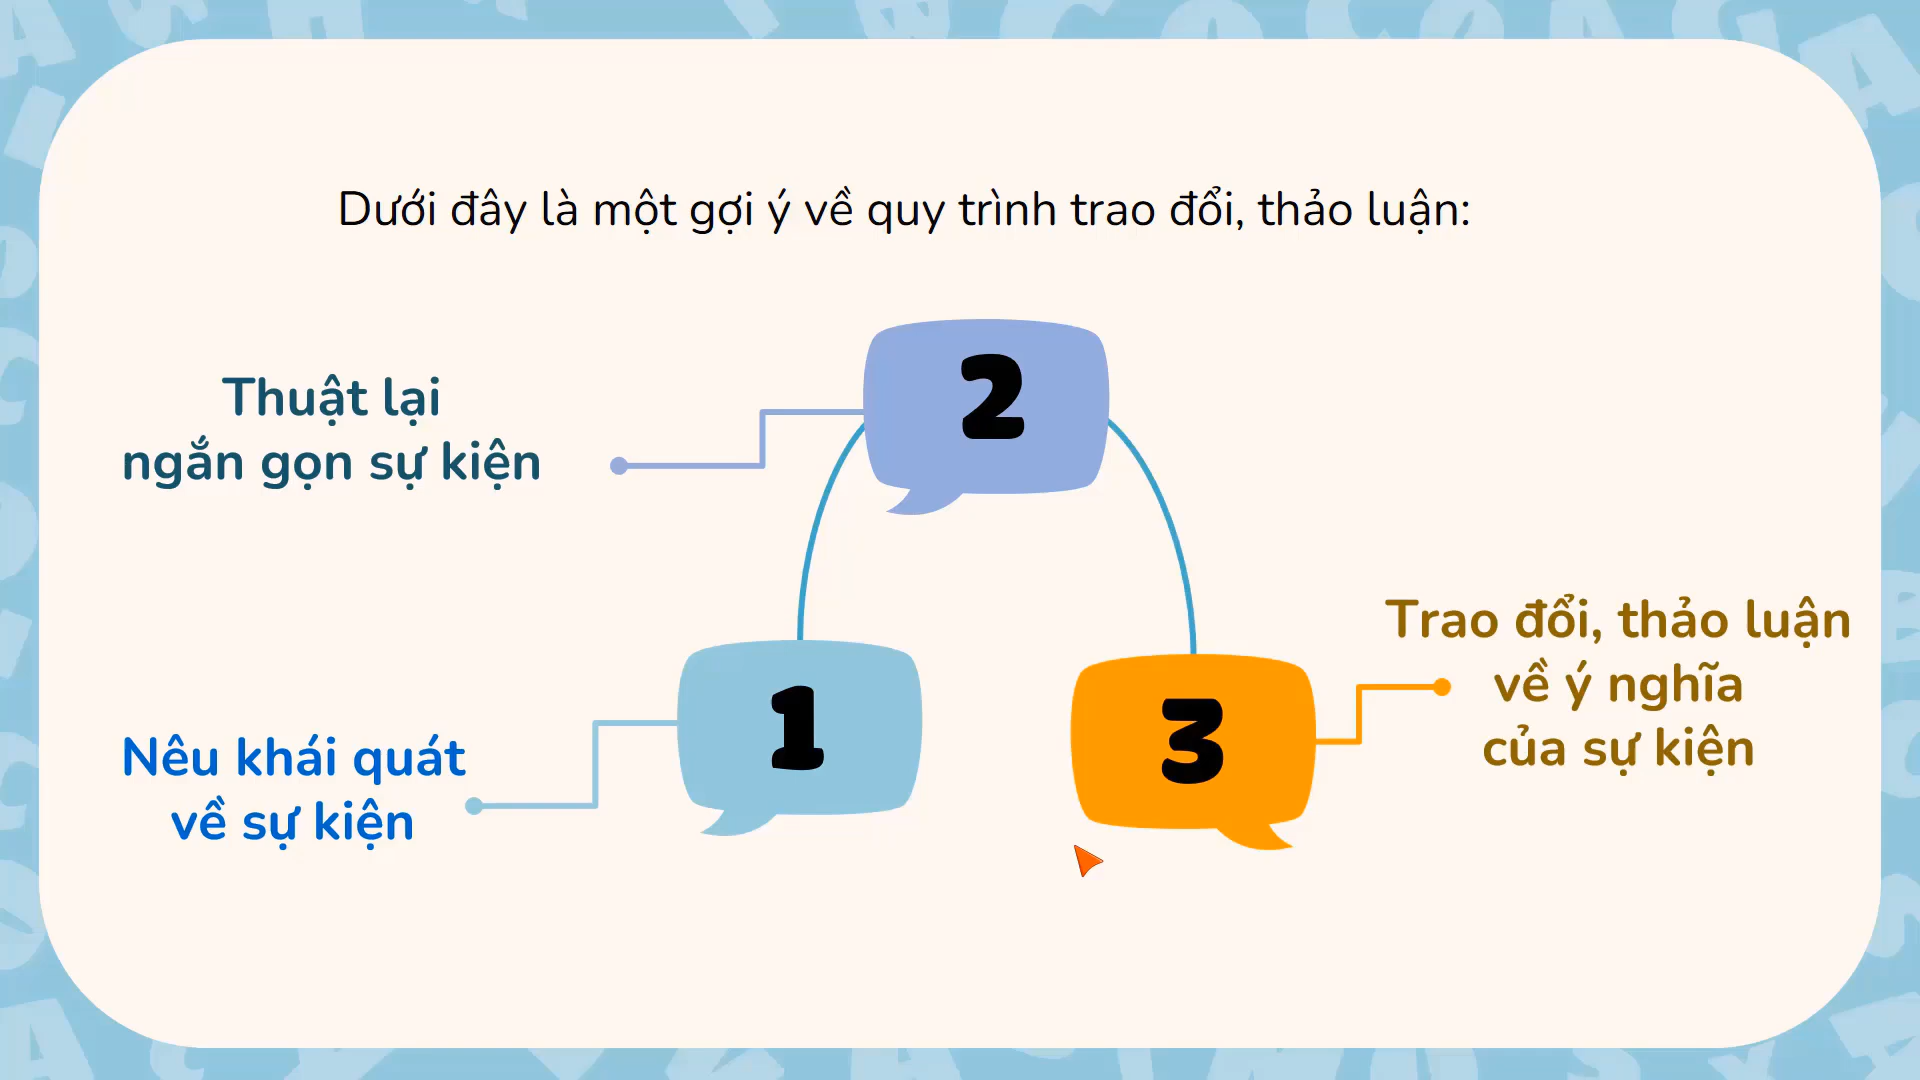 Dưới đây là một gợi ý về quy trình trao đổi, thảo luận:
2
Thuật lại
ngắn gọn sự kiện
1
Nêu khái quát
về sự kiện
3
Trao đổi, thảo luận
về ý nghĩa
của sự kiện